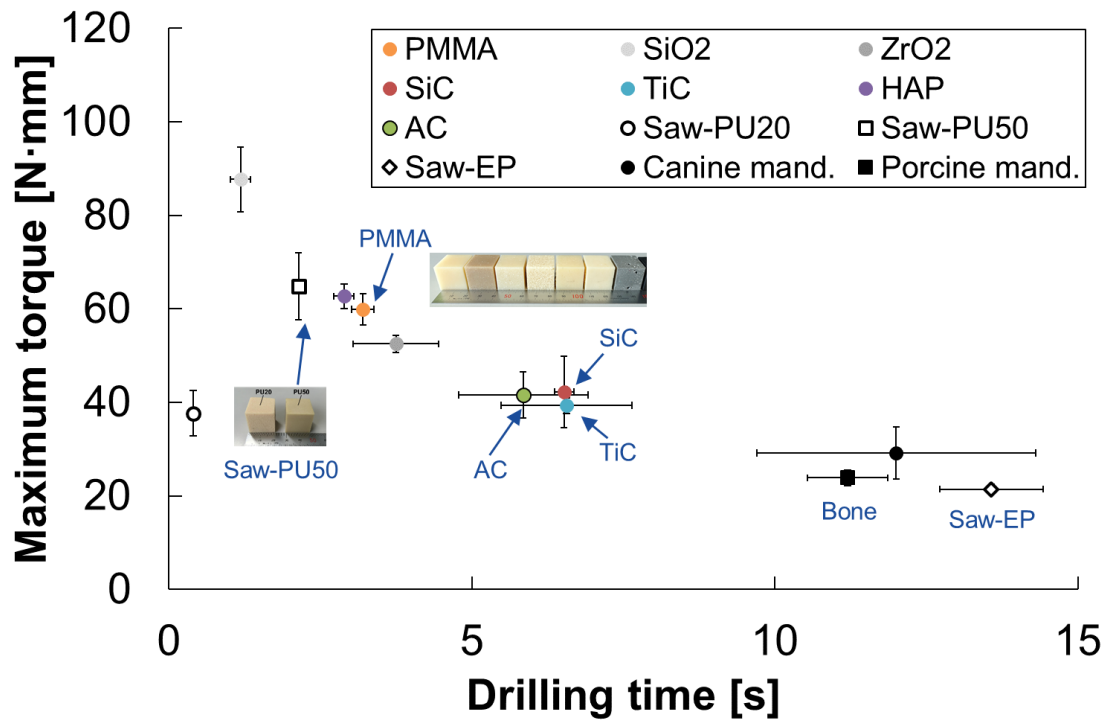 120
100
80
60
40
20
0
Maximum torque [N·mm]
PMMA SiO2 ZrO2
SiC TiC HAP
AC Saw-PU20 Saw-PU50
Saw-EP Canine mand. Porcine mand.
PMMA
SiC
PU20 PU50
Saw-PU50
AC
TiC
Bone
Saw-EP
0 5 10 15
Drilling time [s]